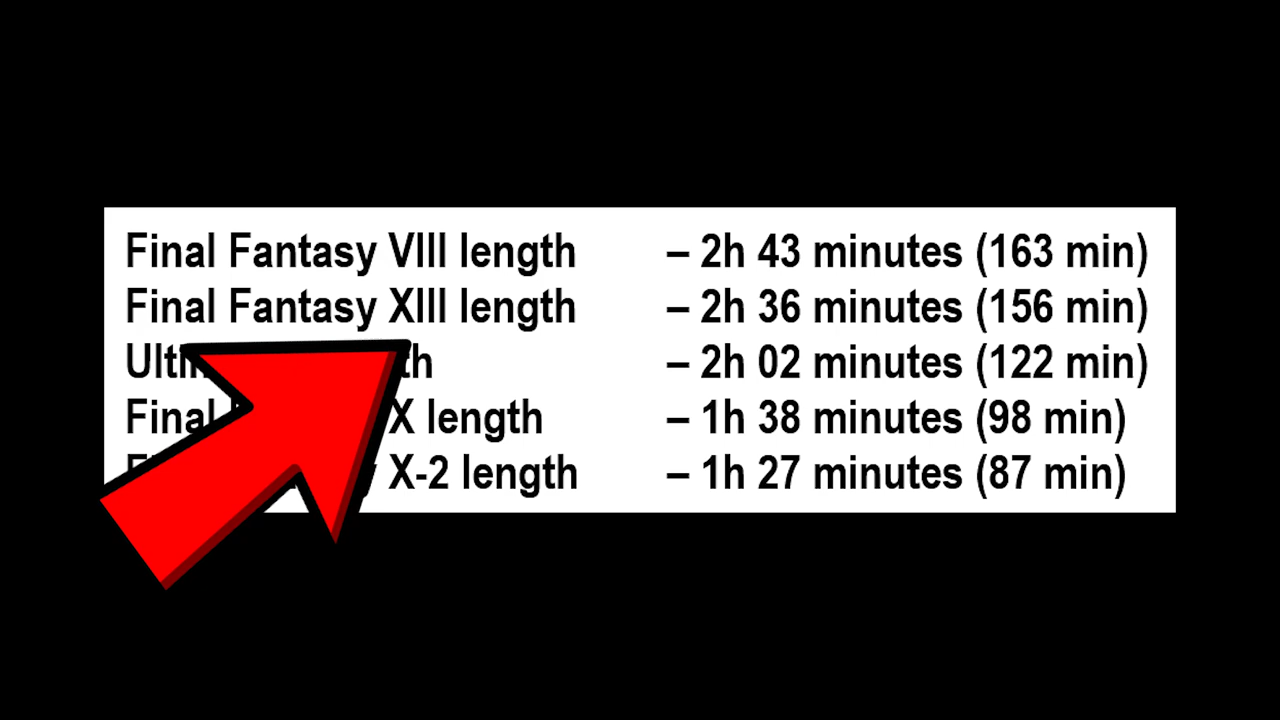 Final Fantasy VIII length – 2h 43 minutes (163 min)
Final Fantasy XIII length – 2h 36 minutes (156 min)
length – 2h 02 minutes (122 min)
Final X length – 1h 38 minutes (98 min)
X-2 length – 1h 27 minutes (87 min)